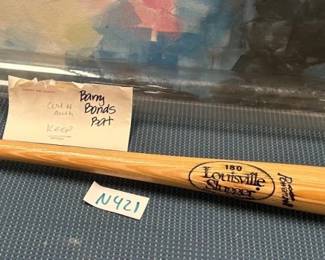 Cert of
Auth
KEEP
Barry
Bonds
Bat
180
Louisville
Slugger
N421